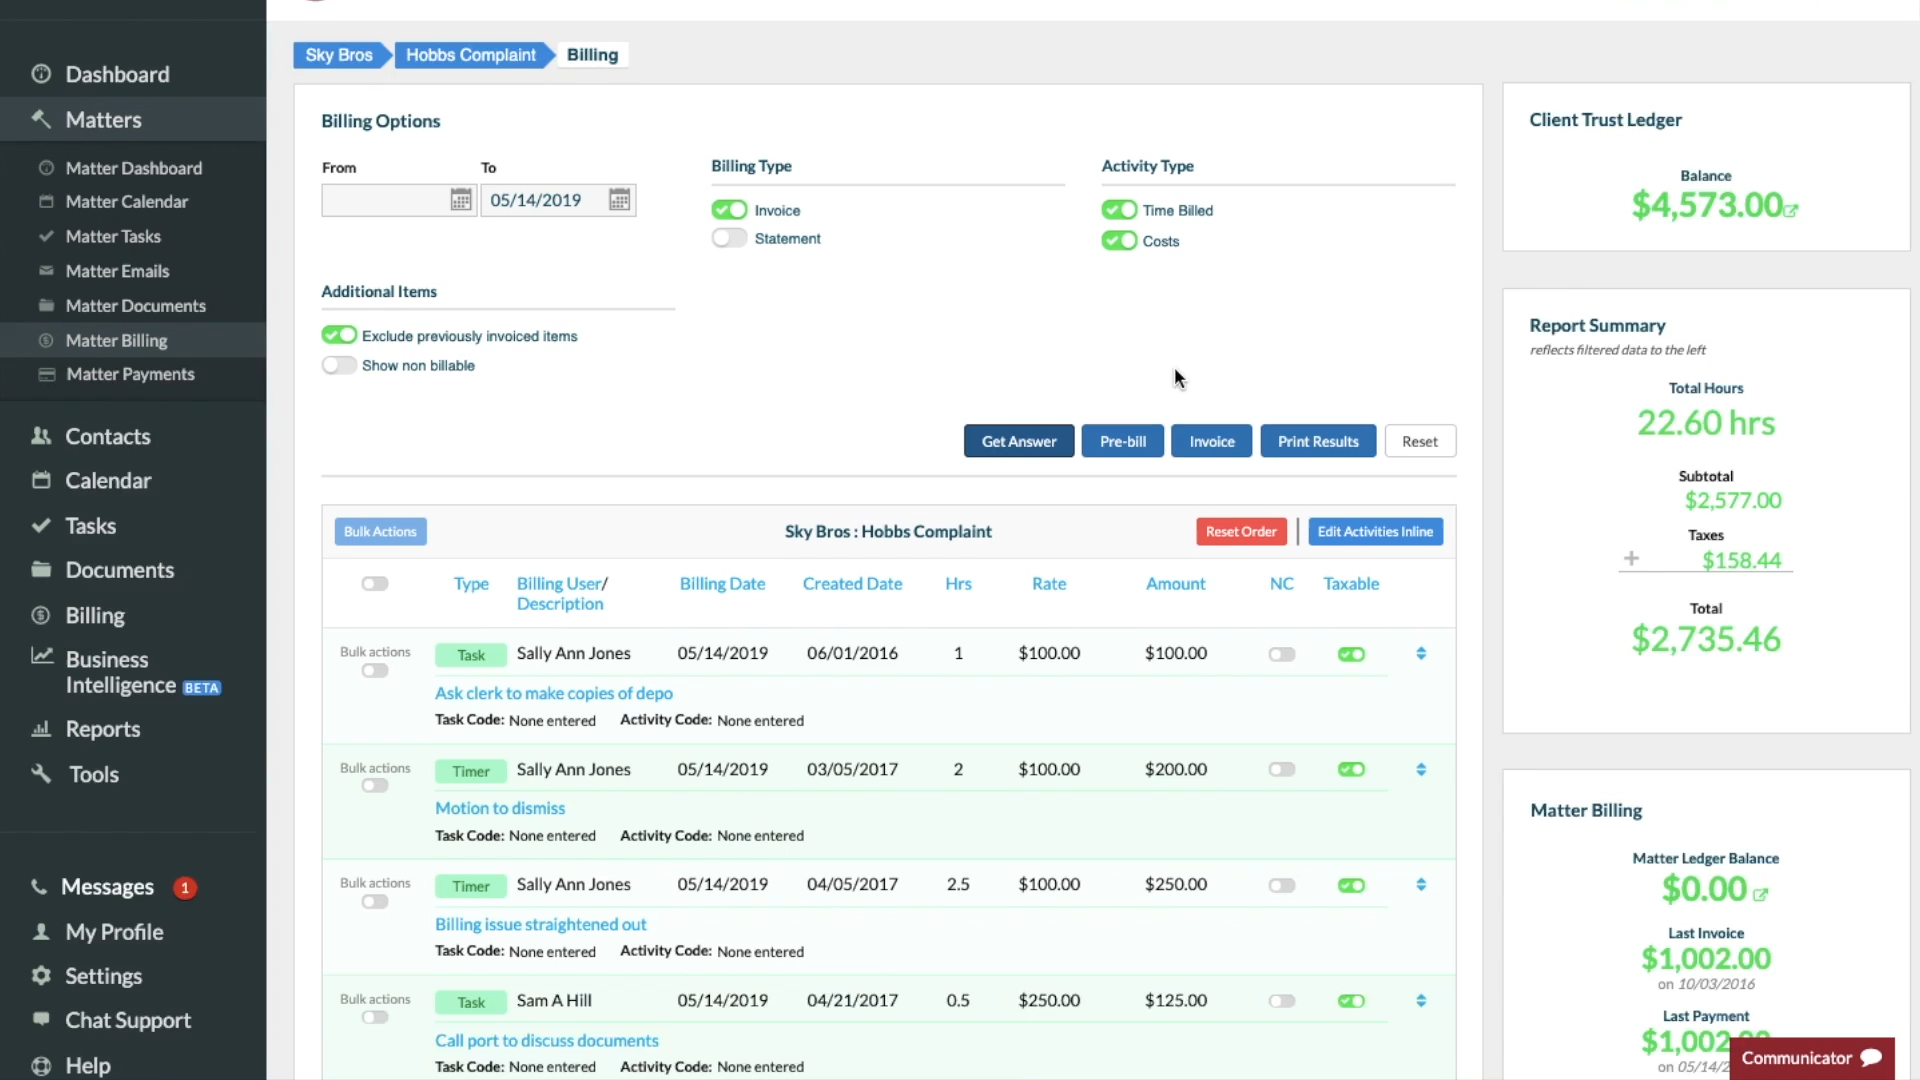 Dashboard
Matters
Matter Dashboard
Matter Calendar
Matter Tasks
Matter Emails
Matter Documents
Matter Billing
Matter Payments
Contacts
Calendar
Tasks
Documents
Billing
Business
Intelligence BETA
Reports
Tools
Messages 1
My Profile
Settings
Chat Support
Help
Sky Bros Hobbs Complaint Billing
Billing Options
From To
05/14/2019
Billing Type
Invoice
Statement
Activity Type
Time Billed
Costs
Additional Items
Exclude previously invoiced items
Show non billable
Get Answer Pre-bill Invoice Print Results Reset
Bulk Actions Sky Bros : Hobbs Complaint Reset Order | Edit Activities Inline
Type Billing User/ Billing Date Created Date Hrs Rate Amount NC Taxable
Description
Bulk actions Task Sally Ann Jones 05/14/2019 06/01/2016 1 $100.00 $100.00
Ask clerk to make copies of depo
Task Code: None entered Activity Code: None entered
Bulk actions Timer Sally Ann Jones 05/14/2019 03/05/2017 2 $100.00 $200.00
Motion to dismiss
Task Code: None entered Activity Code: None entered
Bulk actions Timer Sally Ann Jones 05/14/2019 04/05/2017 2.5 $100.00 $250.00
Billing issue straightened out
Task Code: None entered Activity Code: None entered
Bulk actions Task Sam A Hill 05/14/2019 04/21/2017 0.5 $250.00 $125.00
Call port to discuss documents
Task Code: None entered Activity Code: None entered
Client Trust Ledger
Balance
$4,573.00
Report Summary
reflects filtered data to the left
Total Hours
22.60 hrs
Subtotal
$2,577.00
Taxes
+ $158.44
Total
$2,735.46
Matter Billing
Matter Ledger Balance
$0.00
Last Invoice
$1,002.00
on 10/03/2016
Last Payment
$1,002
on 05/14/2
Communicator